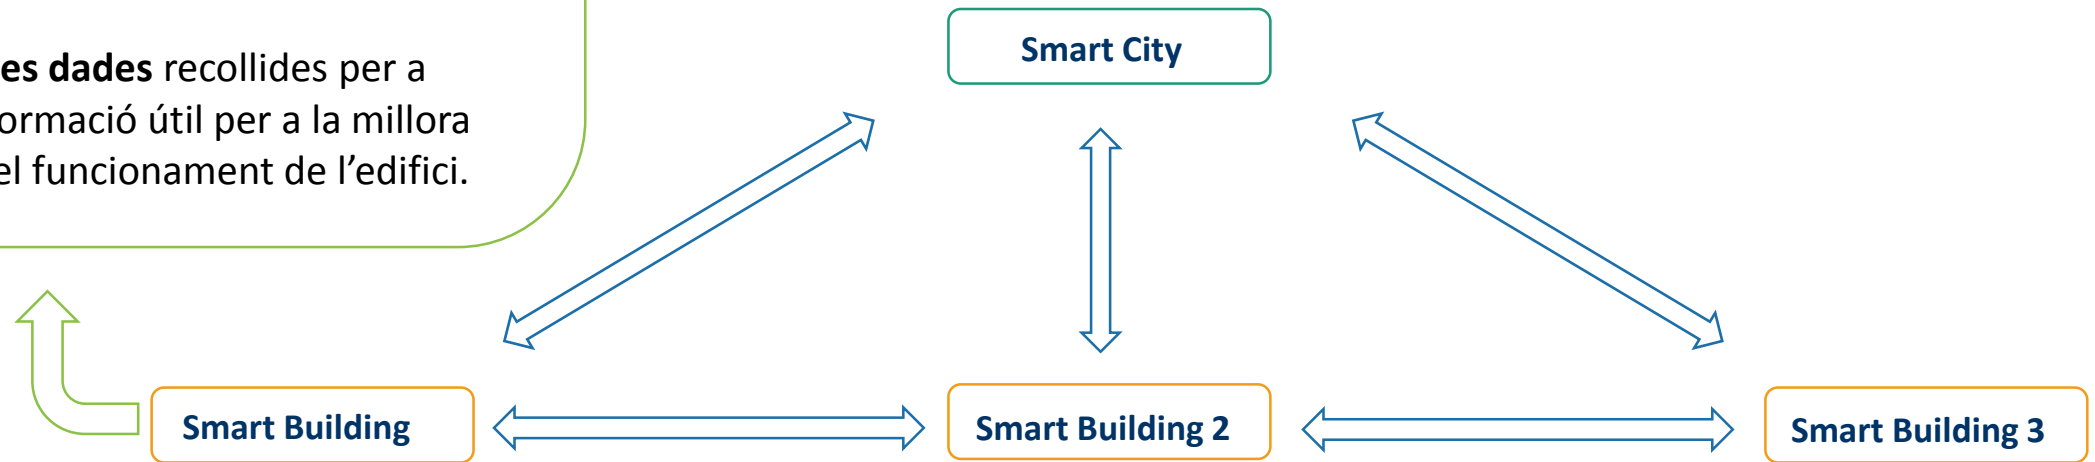 es dades recollides per a
ormació útil per a la millora
el funcionament de l’edifici.
Smart City
Smart Building
Smart Building 2
Smart Building 3